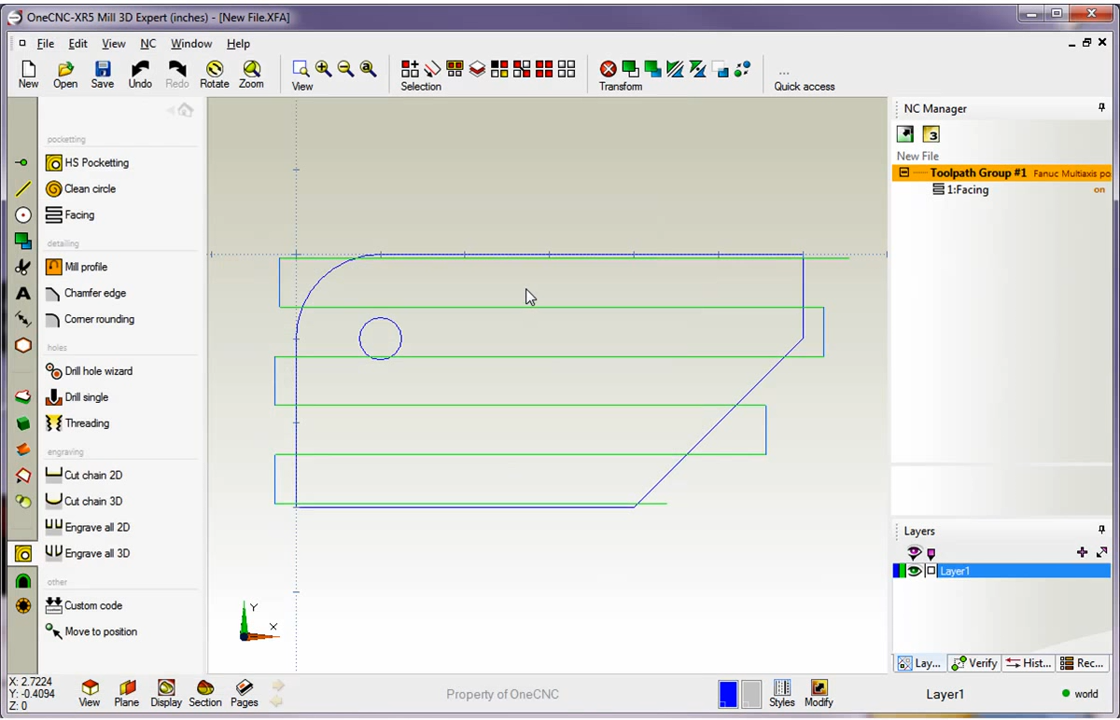 OneCNC-XR5 Mill 3D Expert (inches) - [New File.XFA]
File Edit View NC Window Help
New Open Save Undo Redo Rotate Zoom View Selection Transform ... Quick access
pocketting
HS Pocketting
Clean circle
Facing
detailing
Mill profile
Chamfer edge
Corner rounding
holes
Drill hole wizard
Drill single
Threading
engraving
Cut chain 2D
Cut chain 3D
Engrave all 2D
Engrave all 3D
other
Custom code
Move to position
A
Y
X
NC Manager
3
New File
Toolpath Group #1 Fanuc Multiaxis po
1:Facing on
Layers
Layer1
Lay... Verify Hist... Rec...
X: 2.7224
Y: -0.4094
Z: 0
View Plane Display Section Pages
Property of OneCNC
Styles Modify
Layer1
world